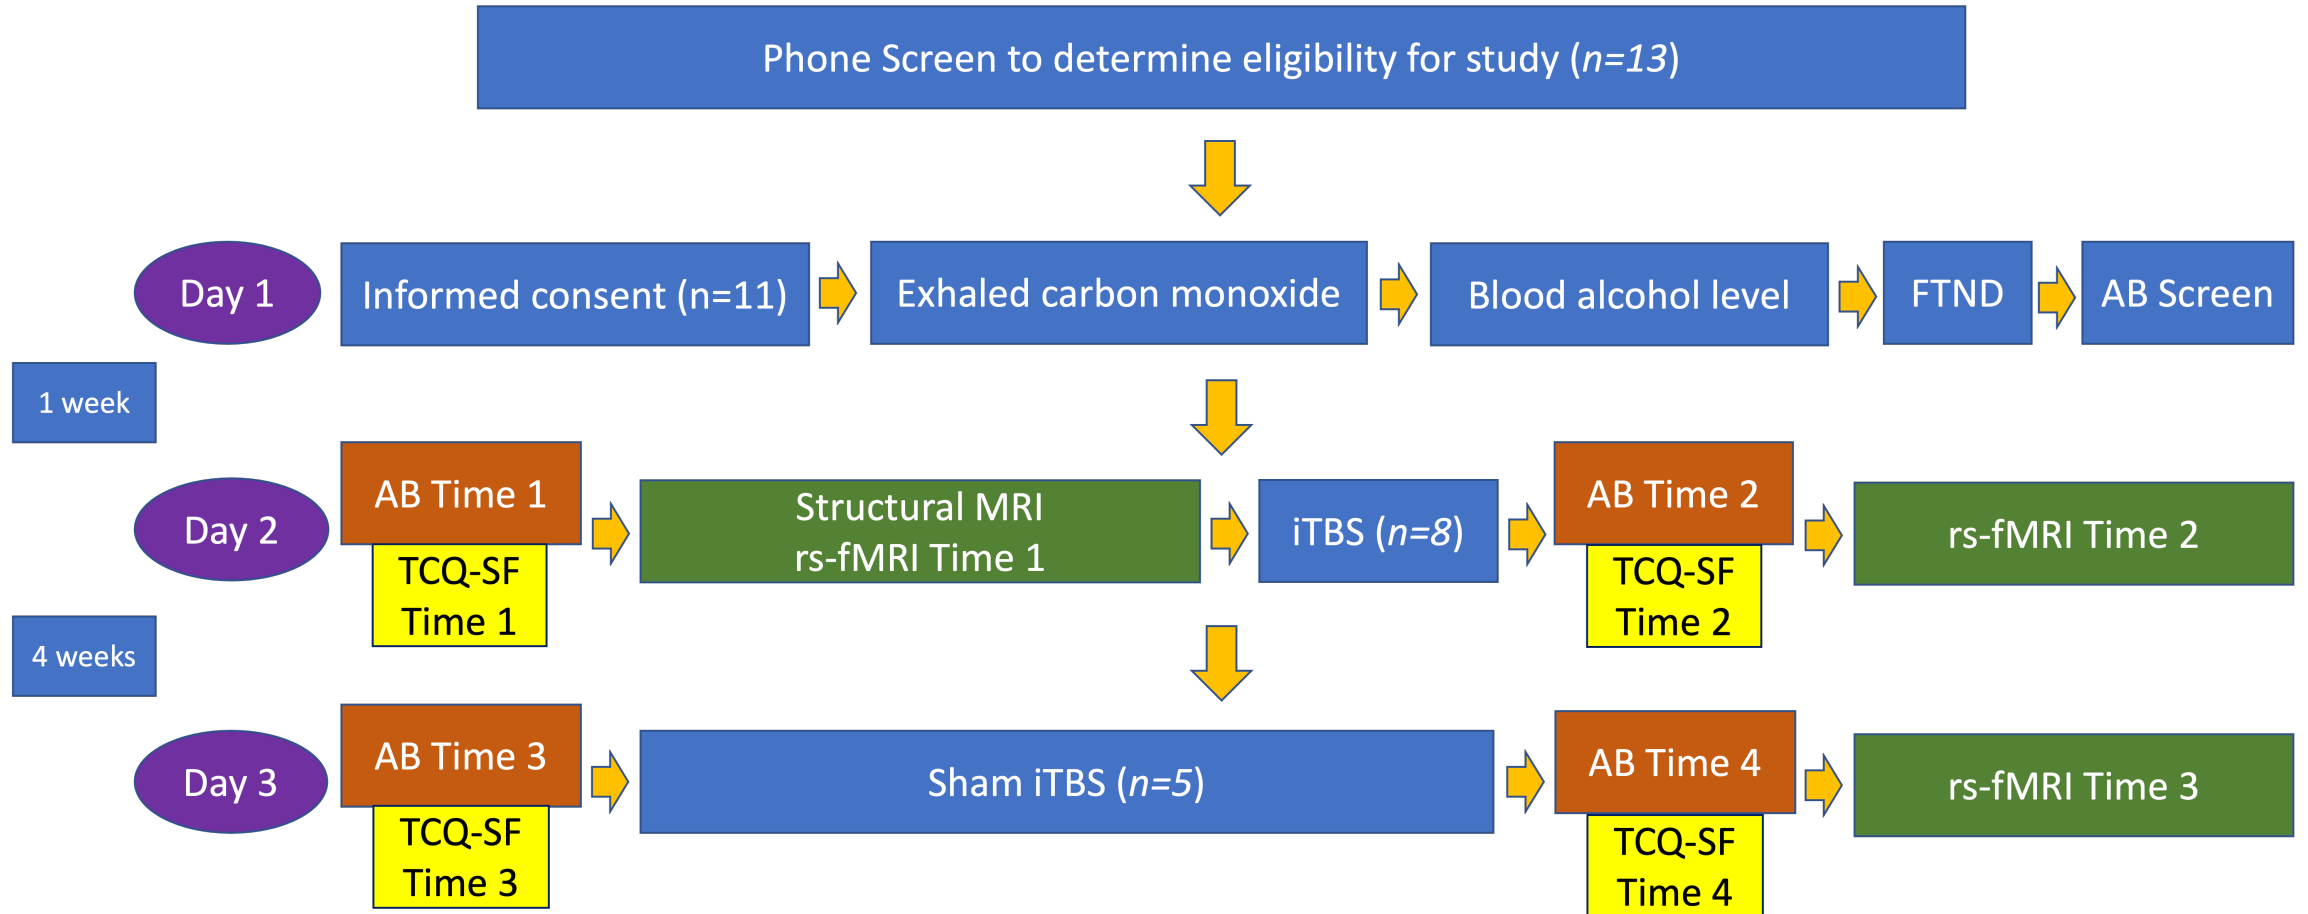 Phone Screen to determine eligibility for study (n=13)
Day 1
Informed consent (n=11)
Exhaled carbon monoxide
Blood alcohol level
FTND
AB Screen
1 week
Day 2
AB Time 1
TCQ-SF
Time 1
Structural MRI
rs-fMRI Time 1
iTBS (n=8)
AB Time 2
TCQ-SF
Time 2
rs-fMRI Time 2
4 weeks
Day 3
AB Time 3
TCQ-SF
Time 3
Sham iTBS (n=5)
AB Time 4
TCQ-SF
Time 4
rs-fMRI Time 3